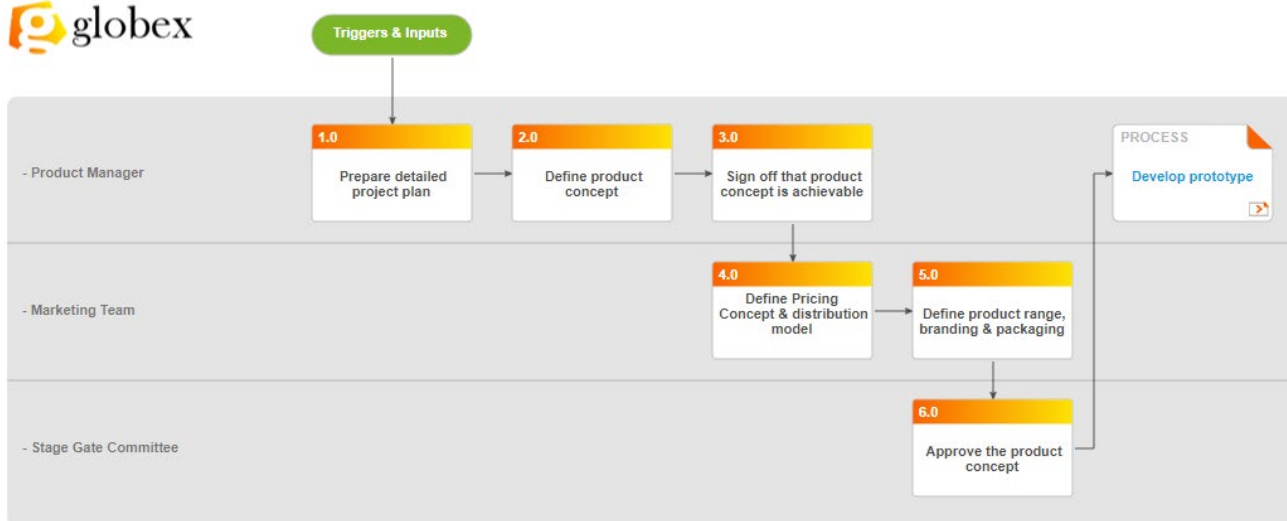 globex
Triggers & Inputs
- Product Manager
1.0
Prepare detailed
project plan
2.0
Define product
concept
3.0
Sign off that product
concept is achievable
PROCESS
Develop prototype
- Marketing Team
4.0
Define Pricing
Concept & distribution
model
5.0
Define product range,
branding & packaging
- Stage Gate Committee
6.0
Approve the product
concept